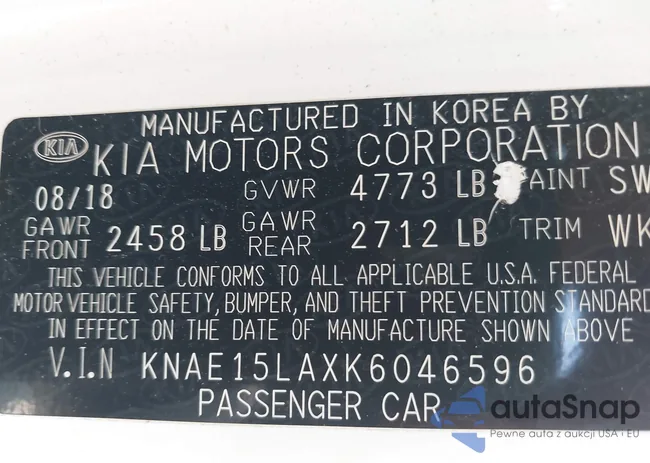 MANUFACTURED IN KOREA BY
KIA KIA MOTORS CORPORATION
08/18 GVWR 4773 LB PAINT SW
GAWR FRONT 2458 LB GAWR REAR 2712 LB TRIM WK
THIS VEHICLE CONFORMS TO ALL APPLICABLE U.S.A. FEDERAL
MOTOR VEHICLE SAFETY, BUMPER, AND THEFT PREVENTION STANDARD
IN EFFECT ON THE DATE OF MANUFACTURE SHOWN ABOVE
V.I.N KNAE15LAXK6046596
PASSENGER CAR
autaSnap
Pewne auta z aukcji USA i EU